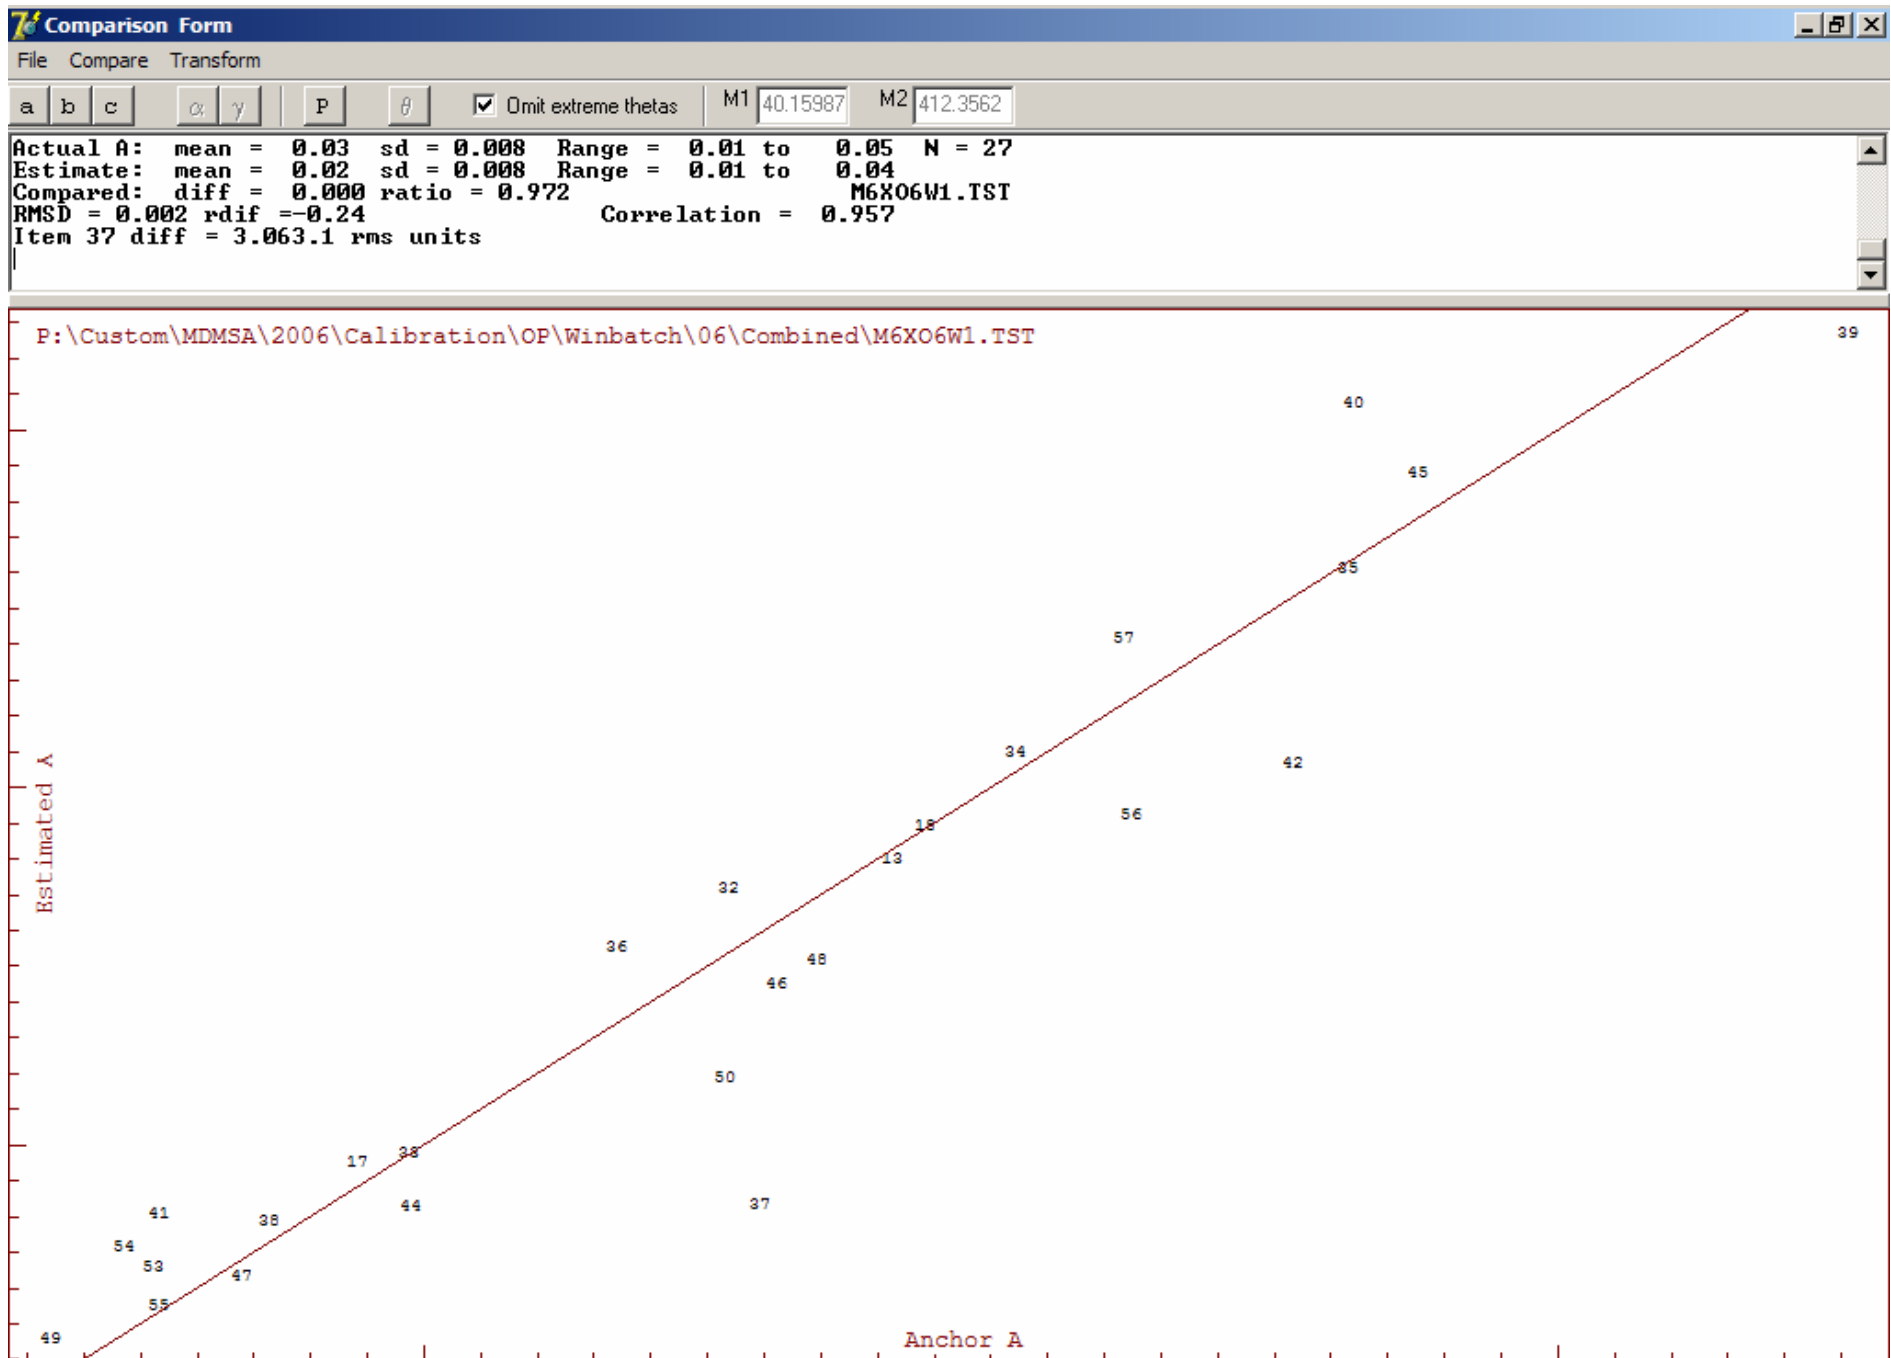 Comparison Form
File Compare Transform
a b c α γ P θ Omit extreme thetas M1 40.15987 M2 412.3562
Actual A: mean = 0.03 sd = 0.008 Range = 0.01 to 0.05 N = 27
Estimate: mean = 0.02 sd = 0.008 Range = 0.01 to 0.04
Compared: diff = 0.000 ratio = 0.972 M6XO6W1.TST
RMSD = 0.002 rdif =-0.24 Correlation = 0.957
Item 37 diff = 3.063.1 rms units
P:\Custom\MDMSA\2006\Calibration\OP\Winbatch\06\Combined\M6XO6W1.TST
39
40
45
35
57
34
42
56
18
13
32
36
48
46
50
38
17
37
44
41
38
54
53
47
55
49
Estimated A
Anchor A